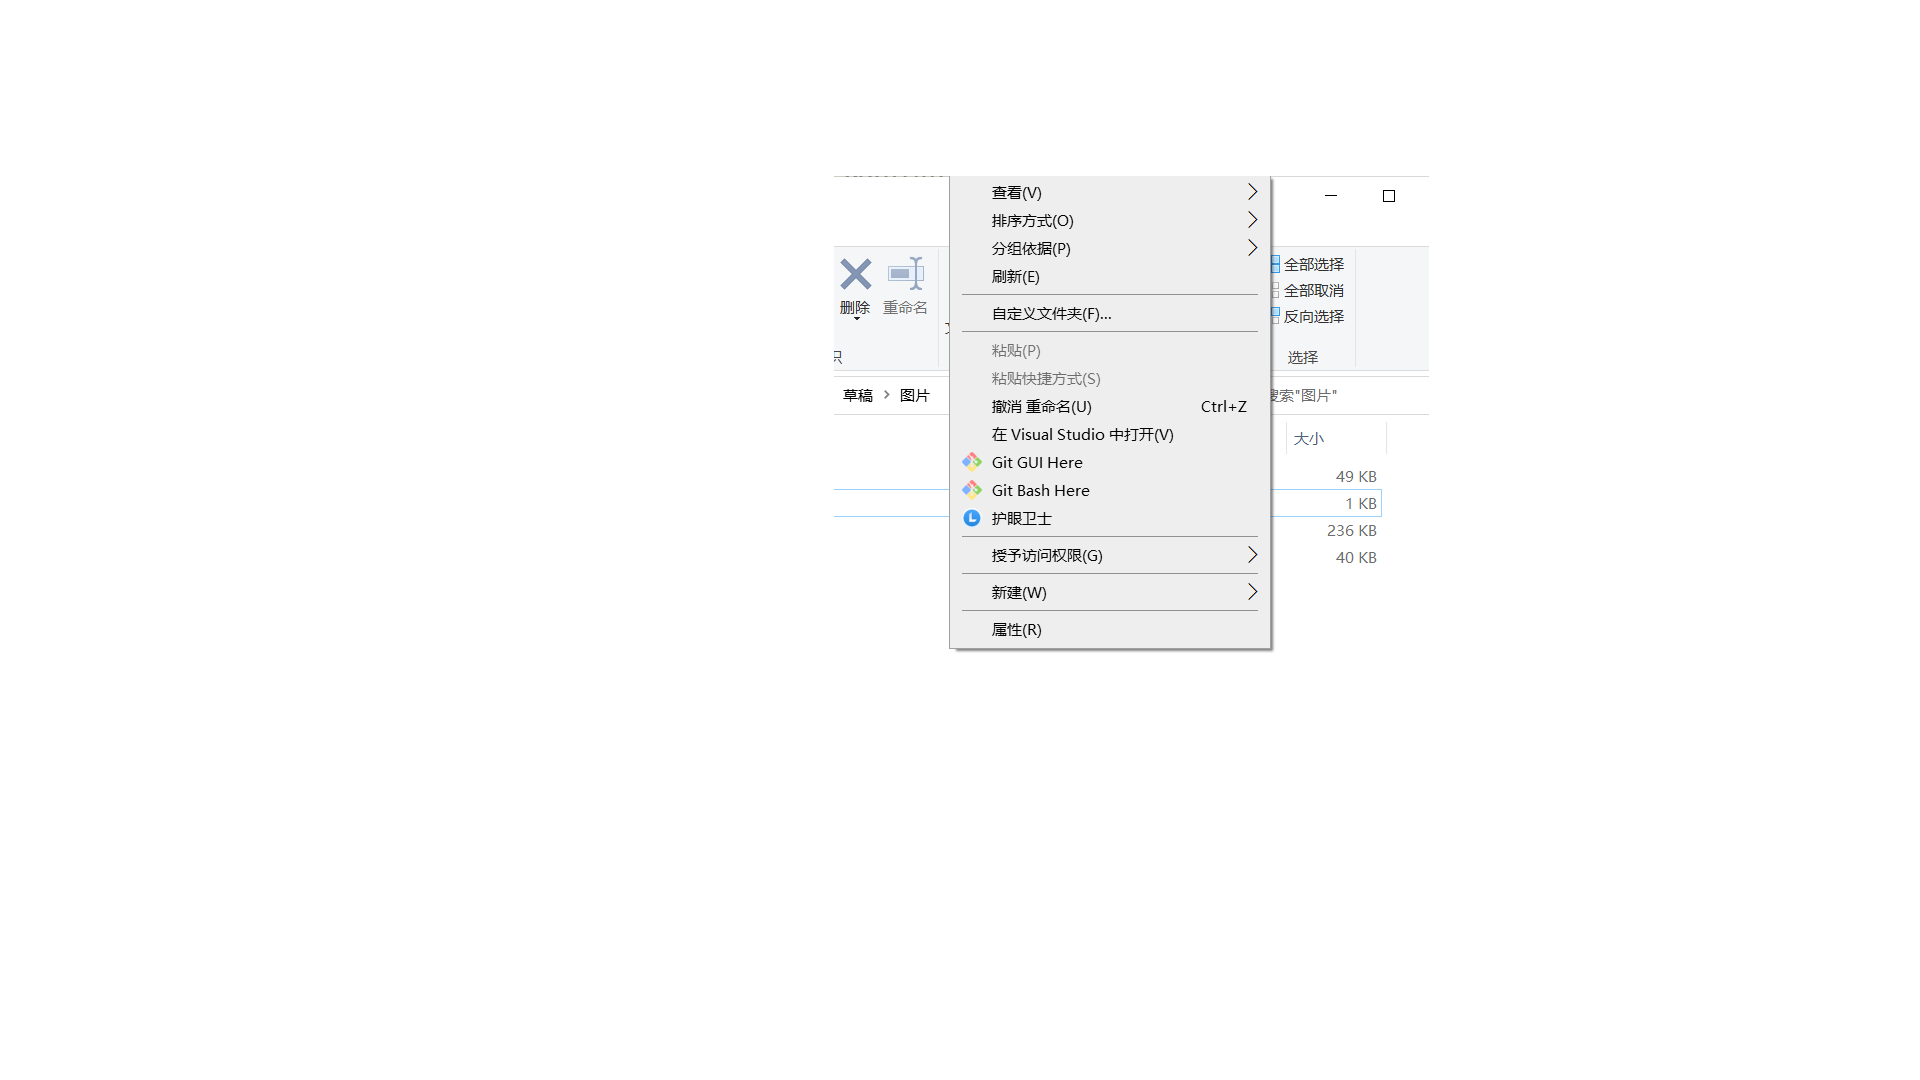 查看(V)
排序方式(O)
分组依据(P)
刷新(E)
自定义文件夹(F)...
粘贴(P)
粘贴快捷方式(S)
撤消 重命名(U) Ctrl+Z
在 Visual Studio 中打开(V)
Git GUI Here
Git Bash Here
护眼卫士
授予访问权限(G)
新建(W)
属性(R)
删除
重命名
全部选择
全部取消
反向选择
选择
草稿
图片
搜索"图片"
大小
49 KB
1 KB
236 KB
40 KB